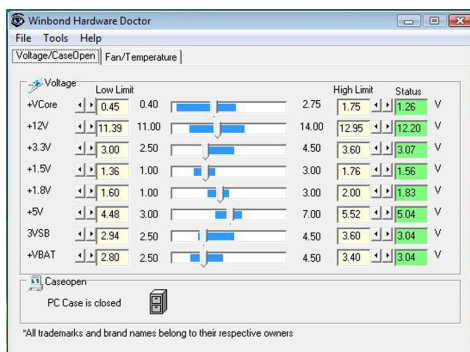 Winbond Hardware Doctor
File Tools Help
Voltage/CaseOpen Fan/Temperature
Voltage
Low Limit High Limit Status
+VCore 0.45 0.40 2.75 1.75 1.26 V
+12V 11.39 11.00 14.00 12.95 12.20 V
+3.3V 3.00 2.50 4.50 3.60 3.07 V
+1.5V 1.36 1.00 3.00 1.76 1.56 V
+1.8V 1.60 1.00 3.00 2.00 1.83 V
+5V 4.48 3.00 7.00 5.52 5.04 V
3VSB 2.94 2.50 4.50 3.60 3.04 V
+VBAT 2.80 2.50 4.50 3.40 3.04 V
Caseopen
PC Case is closed
*All trademarks and brand names belong to their respective owners